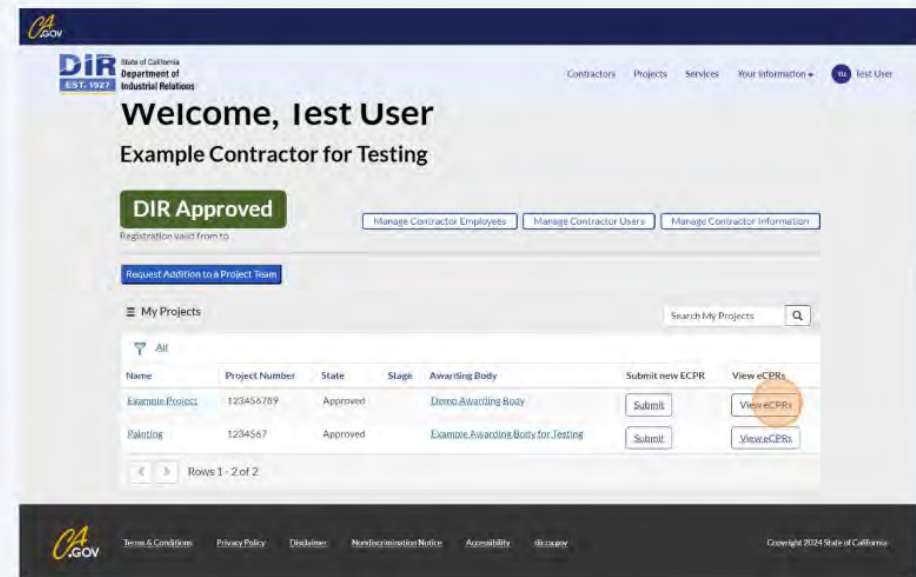 CA.GOV
DIR State of California
EST. 1927 Department of
Industrial Relations
Contractors Projects Services Your Information TU Test User
Welcome, Test User
Example Contractor for Testing
DIR Approved
Registration valid from to
Manage Contractor Employees Manage Contractor Users Manage Contractor Information
Request Addition to a Project Team
My Projects
Search My Projects
All
Name Project Number State Stage Awarding Body Submit new ECPR View eCPRs
Example Project 123456789 Approved Demo Awarding Body Submit View eCPRs
Painting 1234567 Approved Example Awarding Body for Testing Submit View eCPRs
< > Rows 1 - 2 of 2
CA.GOV
Terms & Conditions Privacy Policy Disclaimer Nondiscrimination Notice Accessibility dir.ca.gov Copyright 2024 State of California